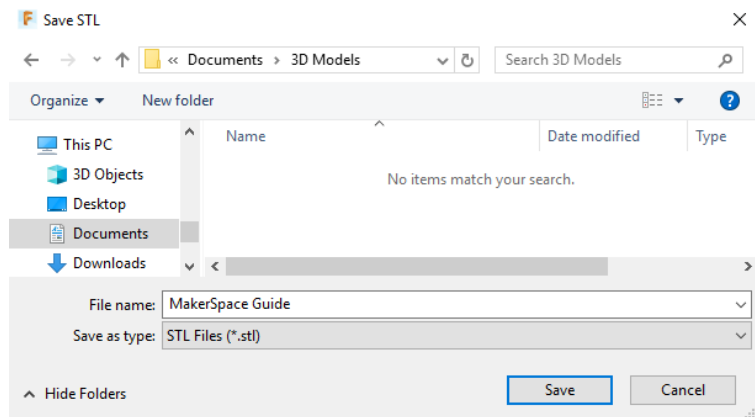 Save STL
« Documents › 3D Models
Search 3D Models
Organize
New folder
?
This PC
3D Objects
Desktop
Documents
Downloads
Name
Date modified
Type
No items match your search.
File name: MakerSpace Guide
Save as type: STL Files (*.stl)
Hide Folders
Save
Cancel